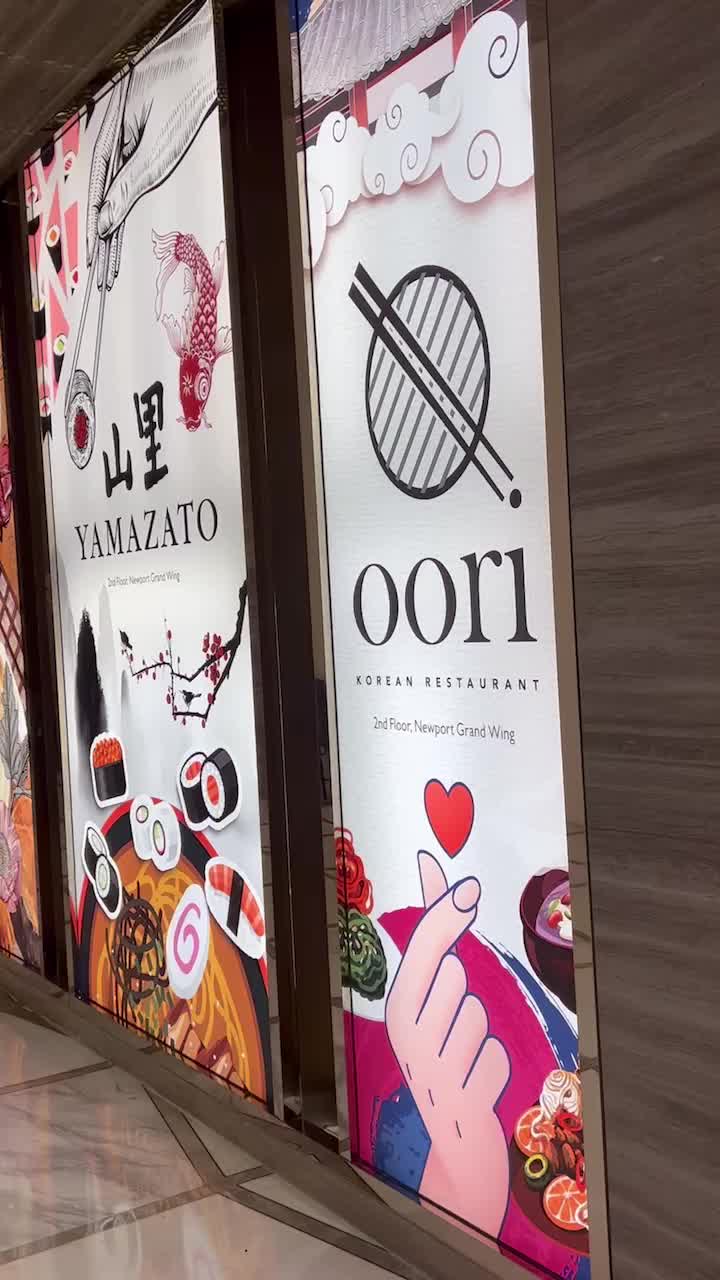 山里
YAMAZATO
2nd Floor, Newport Grand Wing
oori
KOREAN RESTAURANT
2nd Floor, Newport Grand Wing